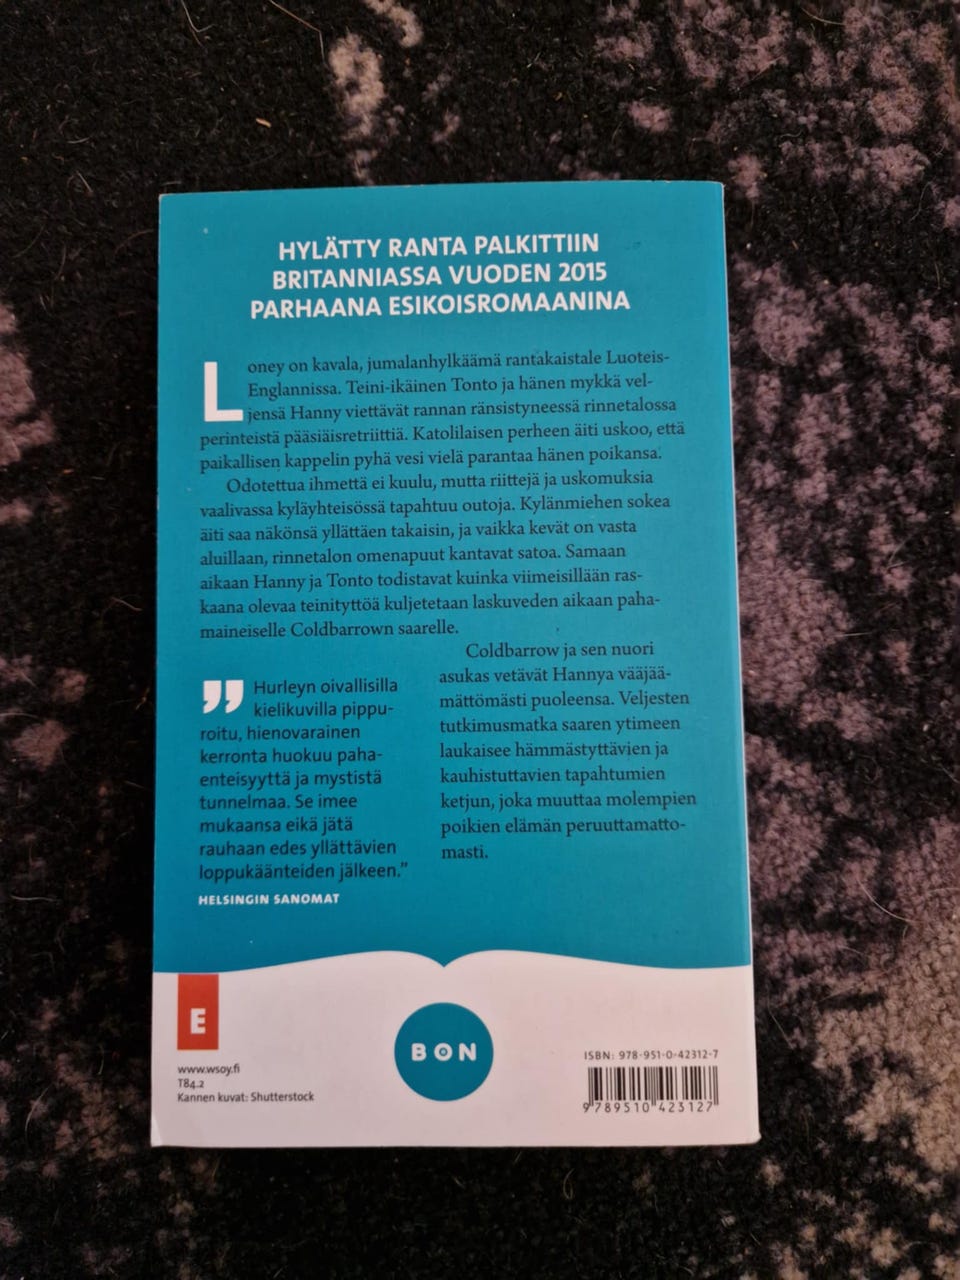 HYLÄTTY RANTA PALKITTIIN
BRITANNIASSA VUODEN 2015
PARHAANA ESIKOISROMAANINA
Loney on kavala, jumalanhylkäämä rantakaistale Luoteis-
Englannissa. Teini-ikäinen Tonto ja hänen mykkä vel-
jensä Hanny viettävät rannan ränsistyneessä rinnetalossa
perinteistä pääsiäisretriittiä. Katolilaisen perheen äiti uskoo, että
paikallisen kappelin pyhä vesi vielä parantaa hänen poikansa.
Odotettua ihmettä ei kuulu, mutta riittejä ja uskomuksia
vaalivassa kyläyhteisössä tapahtuu outoja. Kylänmiehen sokea
äiti saa näkönsä yllättäen takaisin, ja vaikka kevät on vasta
aluillaan, rinnetalon omenapuut kantavat satoa. Samaan
aikaan Hanny ja Tonto todistavat kuinka viimeisillään ras-
kaana olevaa teinityttöä kuljetetaan laskuveden aikaan paha-
maineiselle Coldbarrown saarelle.
Coldbarrow ja sen nuori
asukas vetävät Hannya vääjää-
mättömästi puoleensa. Veljesten
tutkimusmatka saaren ytimeen
laukaisee hämmästyttävien ja
kauhistuttavien tapahtumien
ketjun, joka muuttaa molempien
poikien elämän peruuttamatto-
masti.
” Hurleyn oivallisilla
kielikuvilla pippu-
roitu, hienovarainen
kerronta huokuu paha-
enteisyyttä ja mystistä
tunnelmaa. Se imee
mukaansa eikä jätä
rauhaan edes yllättävien
loppukäänteiden jälkeen.”
HELSINGIN SANOMAT
E
www.wsoy.fi
T84.2
Kannen kuvat: Shutterstock
BON
ISBN: 978-951-0-42312-7
9 789510 423127